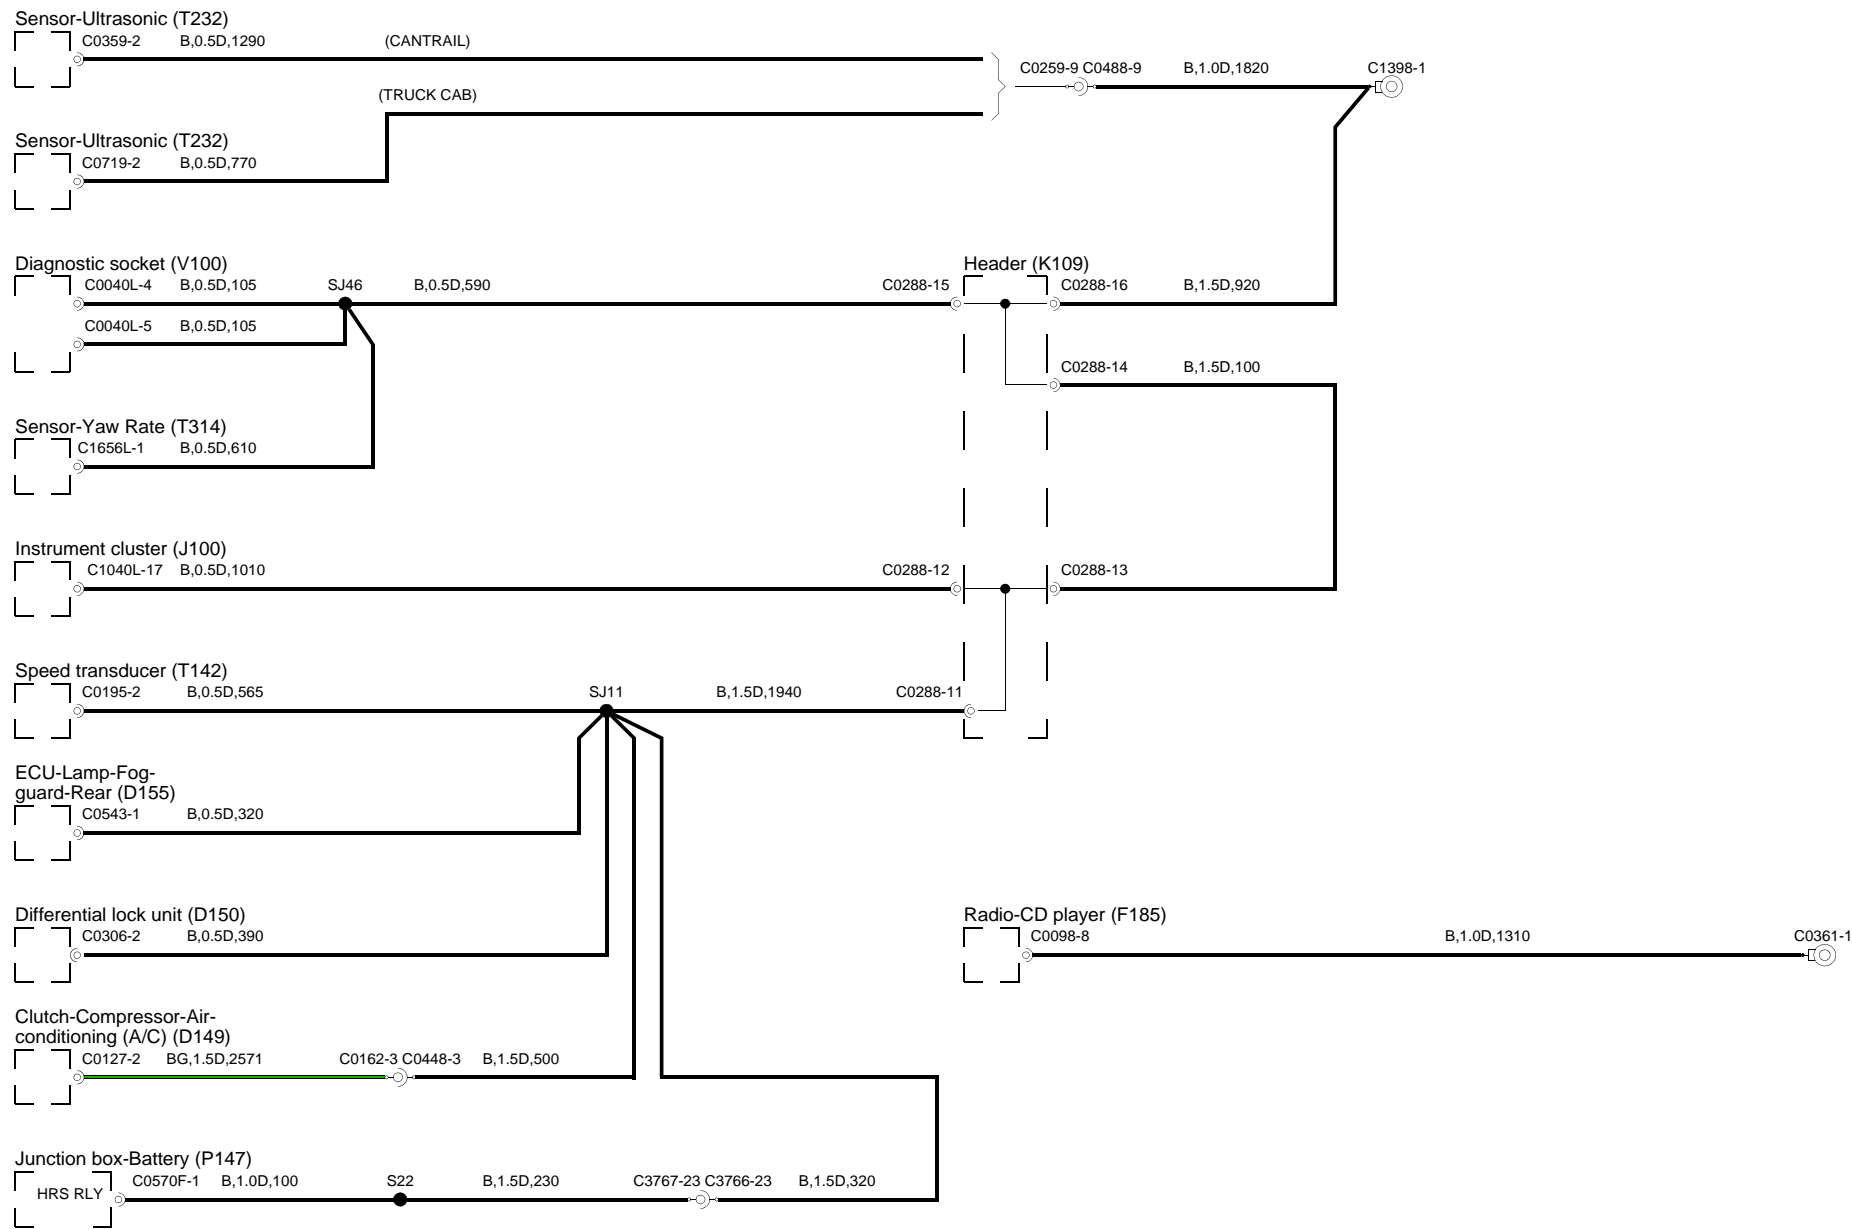 Sensor-Ultrasonic (T232)
C0359-2 B,0.5D,1290 (CANTRAIL)
C0259-9 C0488-9 B,1.0D,1820 C1398-1
(TRUCK CAB)
Sensor-Ultrasonic (T232)
C0719-2 B,0.5D,770
Diagnostic socket (V100) Header (K109)
C0040L-4 B,0.5D,105 SJ46 B,0.5D,590 C0288-15 C0288-16 B,1.5D,920
C0040L-5 B,0.5D,105
C0288-14 B,1.5D,100
Sensor-Yaw Rate (T314)
C1656L-1 B,0.5D,610
Instrument cluster (J100)
C1040L-17 B,0.5D,1010 C0288-12 C0288-13
Speed transducer (T142)
C0195-2 B,0.5D,565 SJ11 B,1.5D,1940 C0288-11
ECU-Lamp-Fog-
guard-Rear (D155)
C0543-1 B,0.5D,320
Differential lock unit (D150) Radio-CD player (F185)
C0306-2 B,0.5D,390 C0098-8 B,1.0D,1310 C0361-1
Clutch-Compressor-Air-
conditioning (A/C) (D149)
C0127-2 BG,1.5D,2571 C0162-3 C0448-3 B,1.5D,500
Junction box-Battery (P147)
C0570F-1 B,1.0D,100 S22 B,1.5D,230 C3767-23 C3766-23 B,1.5D,320
HRS RLY